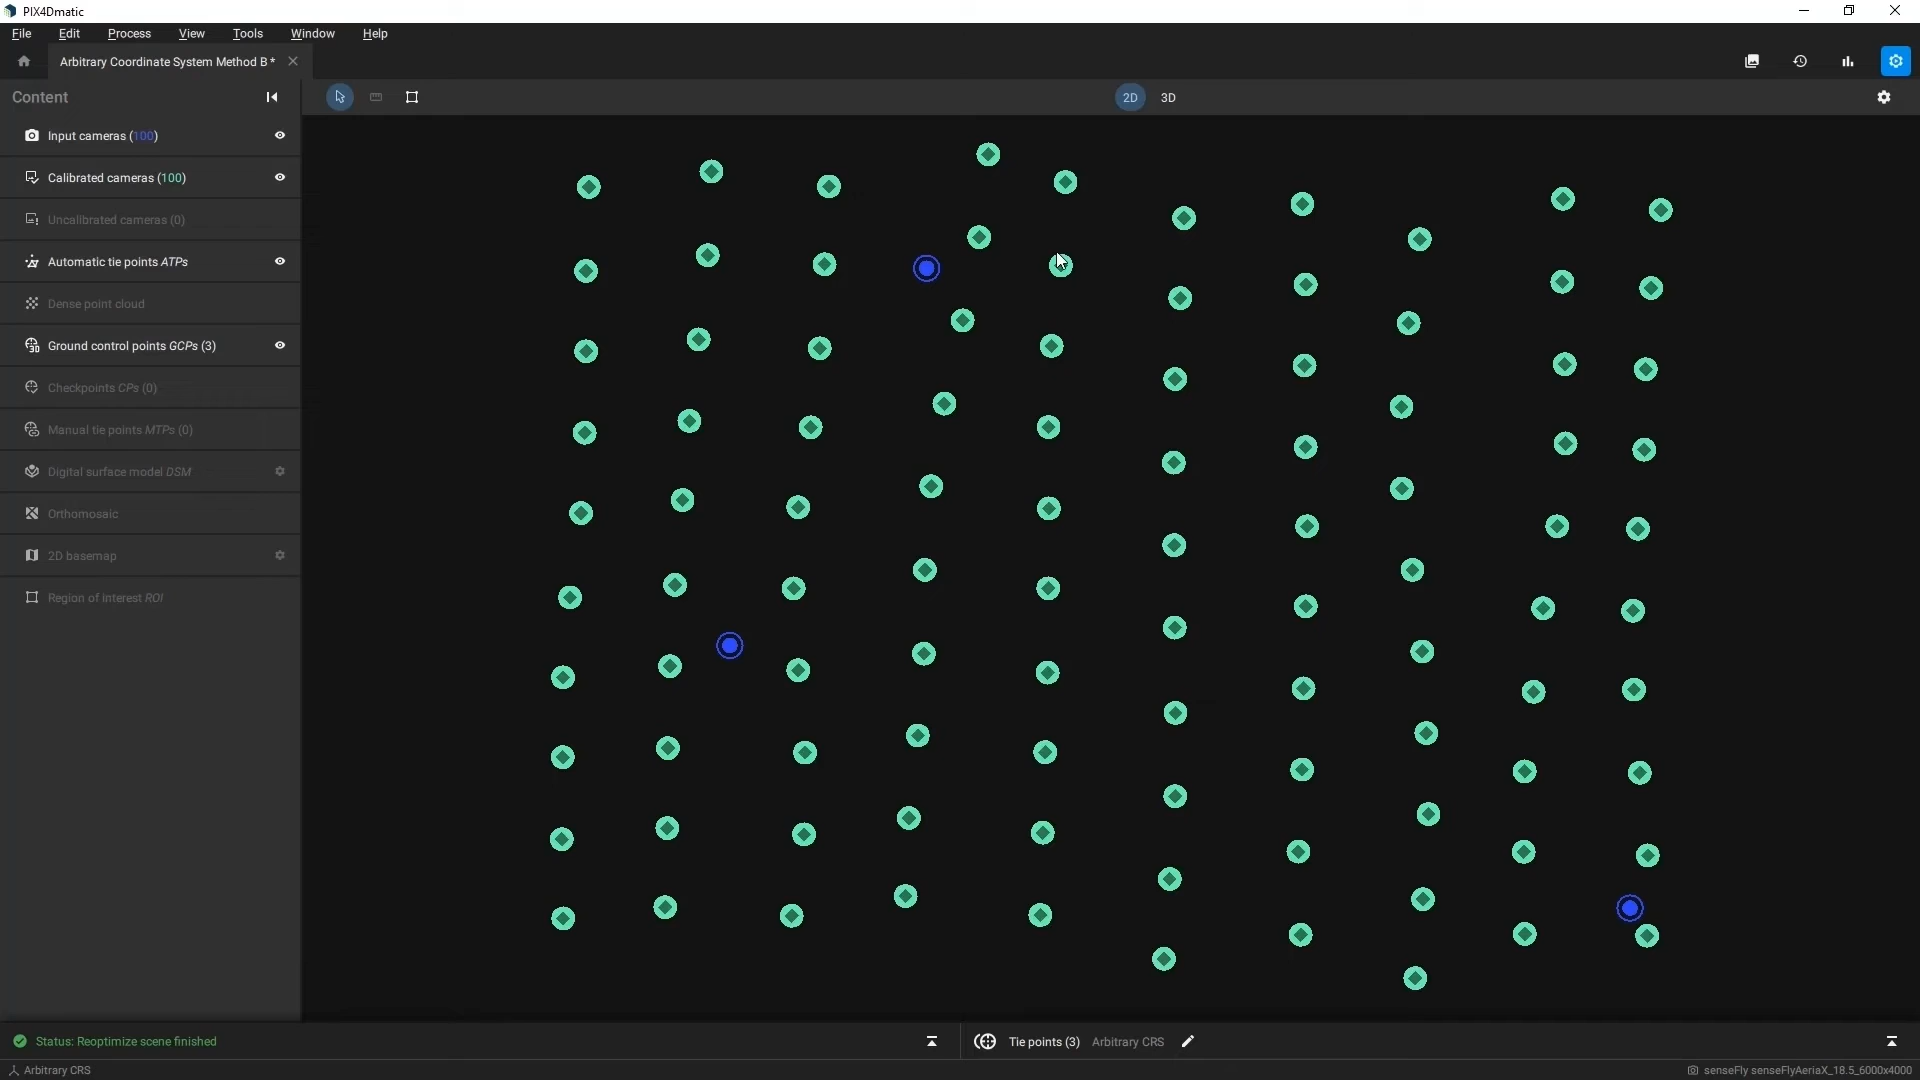 PIX4Dmatic
File Edit Process View Tools Window Help
Arbitrary Coordinate System Method B *
Content
2D 3D
Input cameras (100)
Calibrated cameras (100)
Uncalibrated cameras (0)
Automatic tie points ATPs
Dense point cloud
Ground control points GCPs (3)
Checkpoints CPs (0)
Manual tie points MTPs (0)
Digital surface model DSM
Orthomosaic
2D basemap
Region of interest ROI
Status: Reoptimize scene finished
Tie points (3) Arbitrary CRS
Arbitrary CRS
senseFly senseFlyAeriaX_18.5_6000x4000